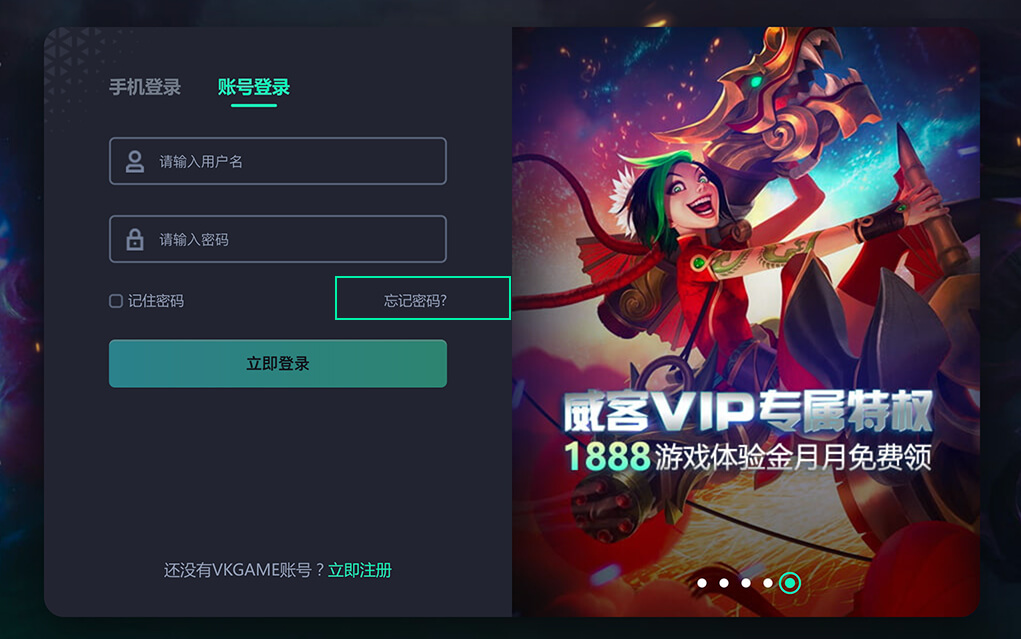 手机登录 账号登录
请输入用户名
请输入密码
记住密码 忘记密码?
立即登录
还没有VKGAME账号？立即注册
威客VIP专属特权
1888游戏体验金月月免费领